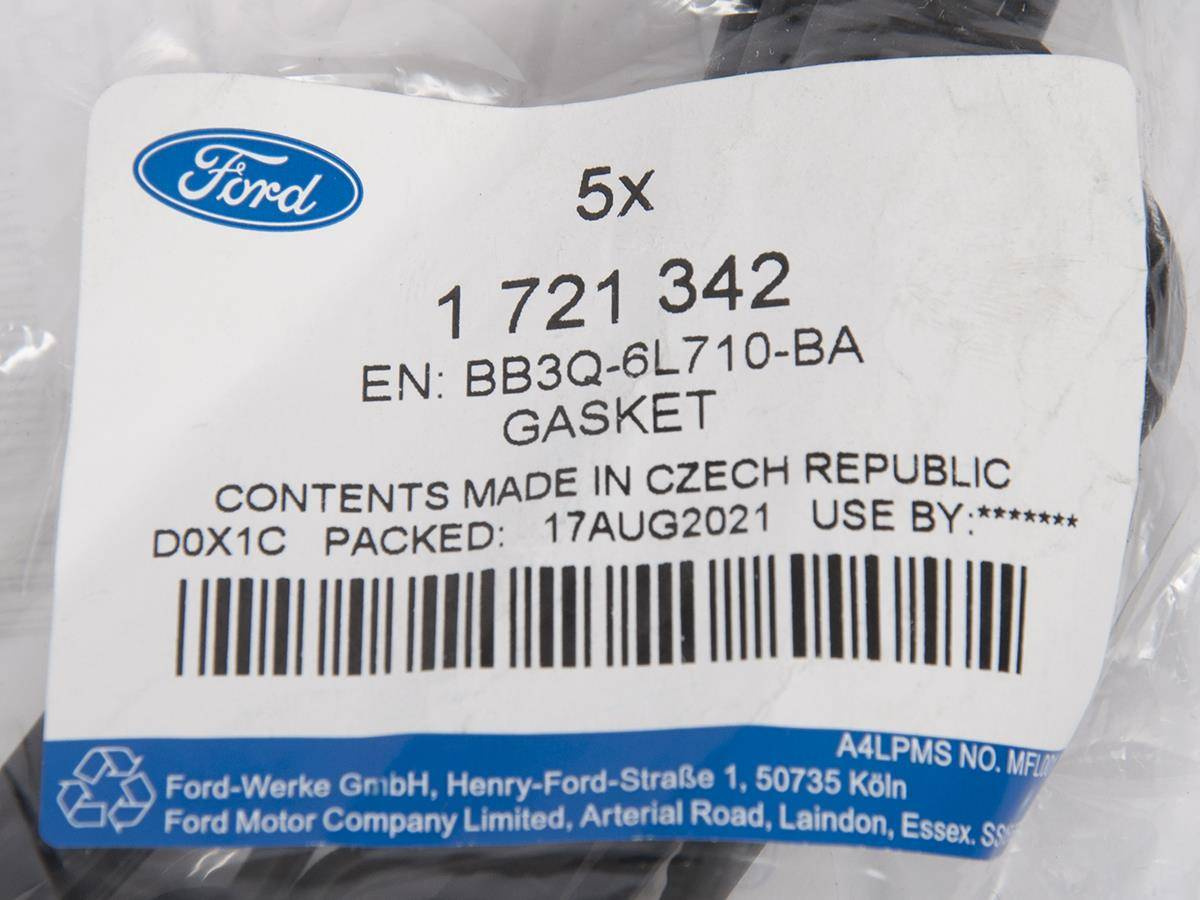 Ford
5x
1 721 342
EN: BB3Q-6L710-BA
GASKET
CONTENTS MADE IN CZECH REPUBLIC
D0X1C PACKED: 17AUG2021 USE BY:*******
A4LPMS NO.
Ford-Werke GmbH, Henry-Ford-Straße 1, 50735 Köln
Ford Motor Company Limited, Arterial Road, Laindon, Essex.